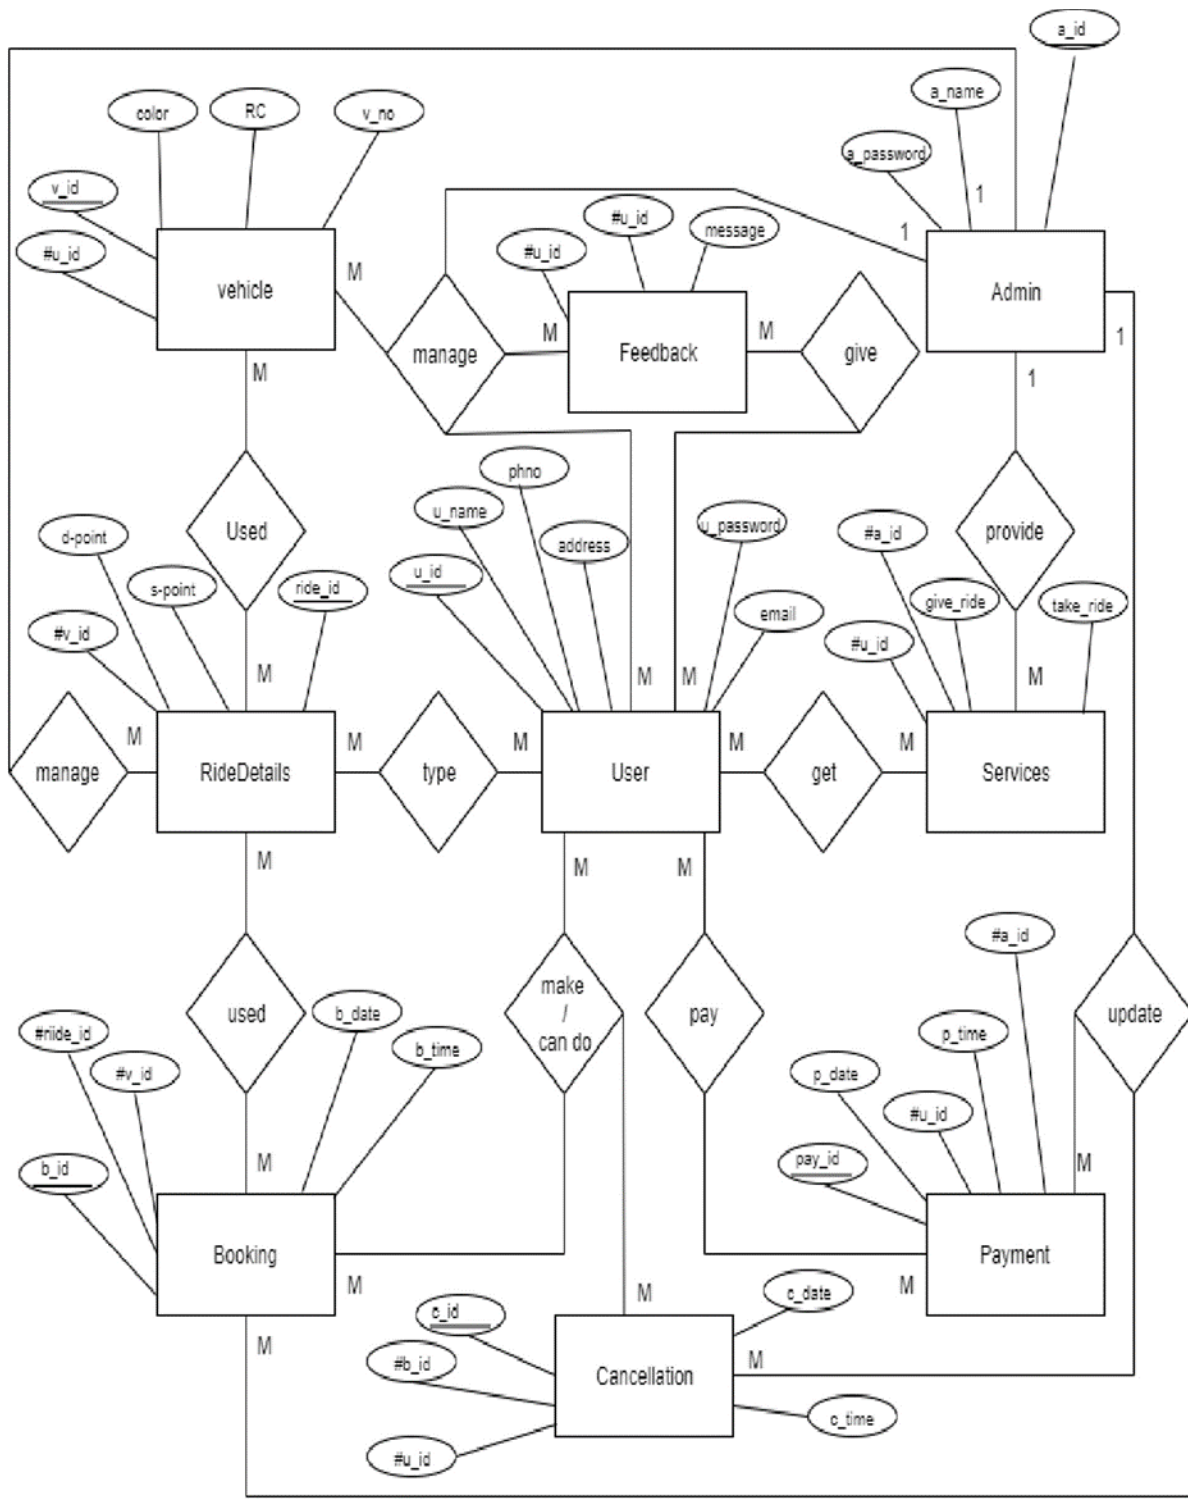 a_id
a_name
color
RC
v_no
a_password
v_id
1
#u_id
message
1
#u_id
#u_id
M
vehicle
Admin
M
M
1
manage
Feedback
give
M
1
phno
u_name
u_password
Used
d-point
#a_id
provide
address
u_id
s-point
ride_id
give_ride
take_ride
email
#v_id
#u_id
M
M
M
M
M
M
M
M
M
manage
RideDetails
type
User
get
Services
M
M
M
#a_id
make
/
can do
b_date
used
pay
update
#riide_id
p_time
b_time
#v_id
p_date
#u_id
b_id
M
pay_id
M
Booking
Payment
M
M
M
c_date
c_id
M
M
#b_id
Cancellation
c_time
#u_id